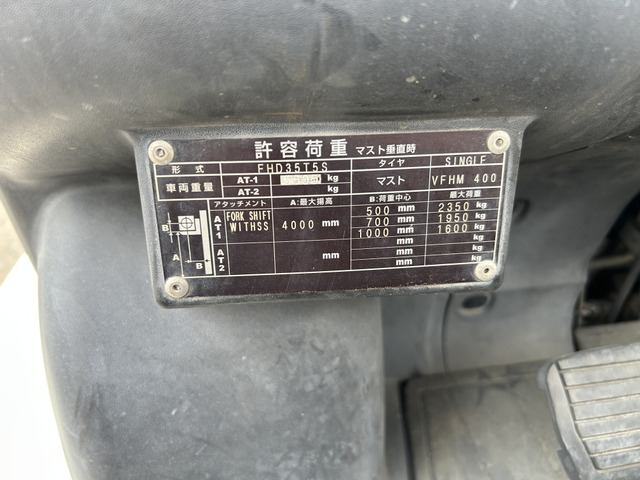 許容荷重 マスト垂直時
形式 FHD35T5S タイヤ SINGLE
車両重量 AT-1 kg マスト VFHM 400
AT-2 kg
アタッチメント A:最大揚高 B:荷重中心 最大荷重
AT1 FORK SHIFT WITHSS 4000 mm 500 mm 2350 kg
700 mm 1950 kg
1000 mm 1600 kg
AT2 mm mm kg
mm kg
mm kg
B
A
B